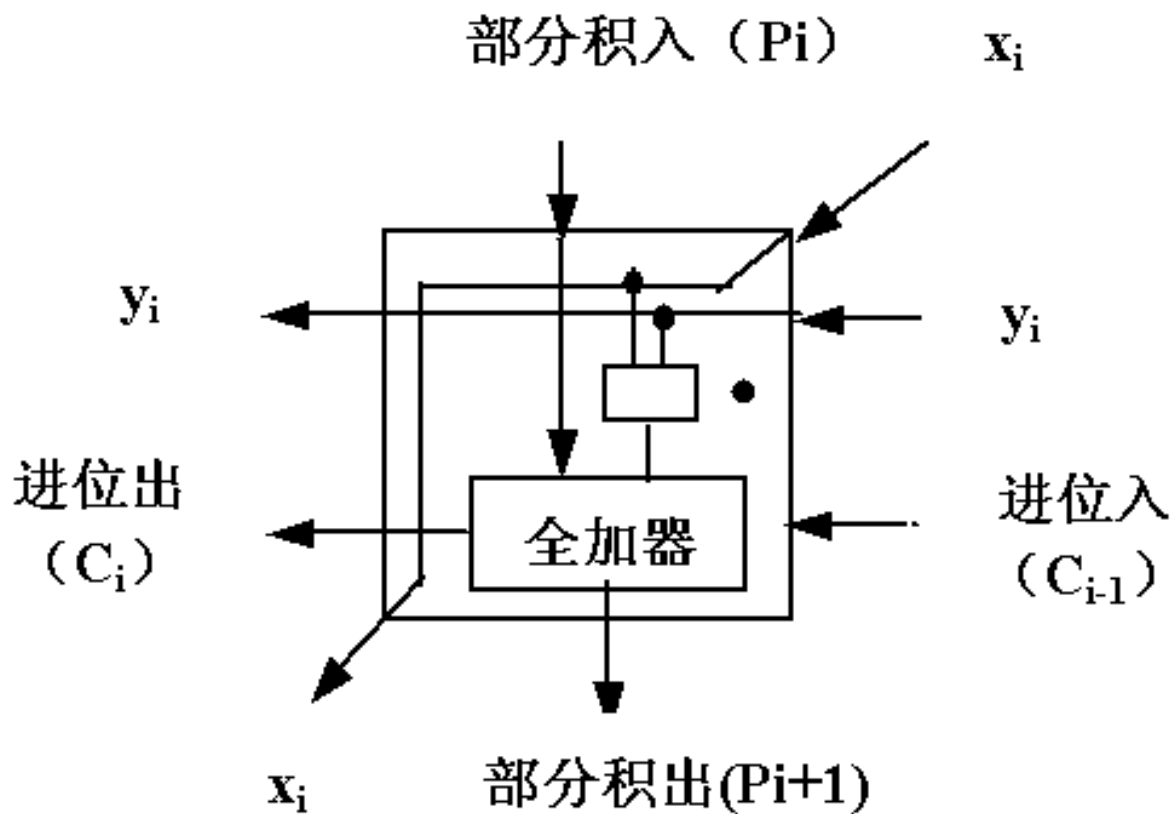 部分积入（Pi） xᵢ
yᵢ yᵢ
进位出 进位入
（Cᵢ） （Cᵢ₋₁）
全加器
xᵢ 部分积出(Pi+1)